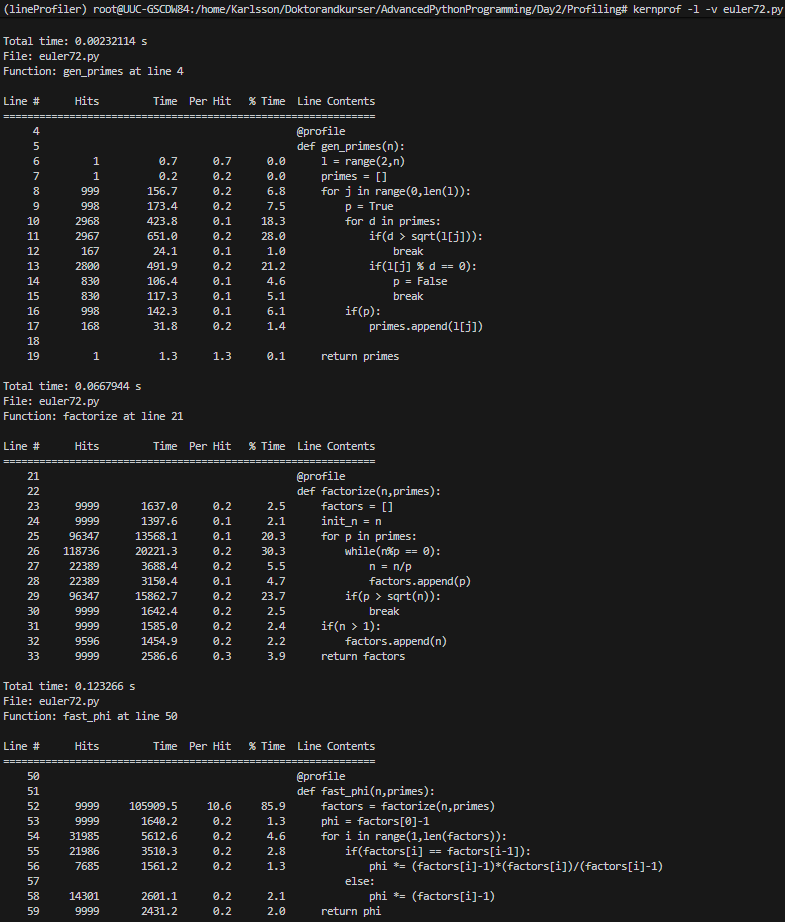 (lineProfiler) root@UUC-GSCDW84:/home/Karlsson/Doktorandkurser/AdvancedPythonProgramming/Day2/Profiling# kernprof -l -v euler72.py
Total time: 0.00232114 s
File: euler72.py
Function: gen_primes at line 4
Line #      Hits         Time  Per Hit   % Time  Line Contents
==============================================================
     4                                           @profile
     5                                           def gen_primes(n):
     6         1          0.7      0.7      0.0      l = range(2,n)
     7         1          0.2      0.2      0.0      primes = []
     8       999        156.7      0.2      6.8      for j in range(0,len(l)):
     9       998        173.4      0.2      7.5          p = True
    10      2968        423.8      0.1     18.3          for d in primes:
    11      2967        651.0      0.2     28.0              if(d > sqrt(l[j])):
    12       167         24.1      0.1      1.0                  break
    13      2800        491.9      0.2     21.2              if(l[j] % d == 0):
    14       830        106.4      0.1      4.6                  p = False
    15       830        117.3      0.1      5.1                  break
    16       998        142.3      0.1      6.1          if(p):
    17       168         31.8      0.2      1.4              primes.append(l[j])
    18
    19         1          1.3      1.3      0.1      return primes
Total time: 0.0667944 s
File: euler72.py
Function: factorize at line 21
Line #      Hits         Time  Per Hit   % Time  Line Contents
==============================================================
    21                                           @profile
    22                                           def factorize(n,primes):
    23      9999       1637.0      0.2      2.5      factors = []
    24      9999       1397.6      0.1      2.1      init_n = n
    25     96347      13568.1      0.1     20.3      for p in primes:
    26    118736      20221.3      0.2     30.3          while(n%p == 0):
    27     22389       3688.4      0.2      5.5              n = n/p
    28     22389       3150.4      0.1      4.7              factors.append(p)
    29     96347      15862.7      0.2     23.7          if(p > sqrt(n)):
    30      9999       1642.4      0.2      2.5              break
    31      9999       1585.0      0.2      2.4      if(n > 1):
    32      9596       1454.9      0.2      2.2          factors.append(n)
    33      9999       2586.6      0.3      3.9      return factors
Total time: 0.123266 s
File: euler72.py
Function: fast_phi at line 50
Line #      Hits         Time  Per Hit   % Time  Line Contents
==============================================================
    50                                           @profile
    51                                           def fast_phi(n,primes):
    52      9999     105909.5     10.6     85.9      factors = factorize(n,primes)
    53      9999       1640.2      0.2      1.3      phi = factors[0]-1
    54     31985       5612.6      0.2      4.6      for i in range(1,len(factors)):
    55     21986       3510.3      0.2      2.8          if(factors[i] == factors[i-1]):
    56      7685       1561.2      0.2      1.3              phi *= (factors[i]-1)*(factors[i])/(factors[i]-1)
    57                                                   else:
    58     14301       2601.1      0.2      2.1              phi *= (factors[i]-1)
    59      9999       2431.2      0.2      2.0      return phi